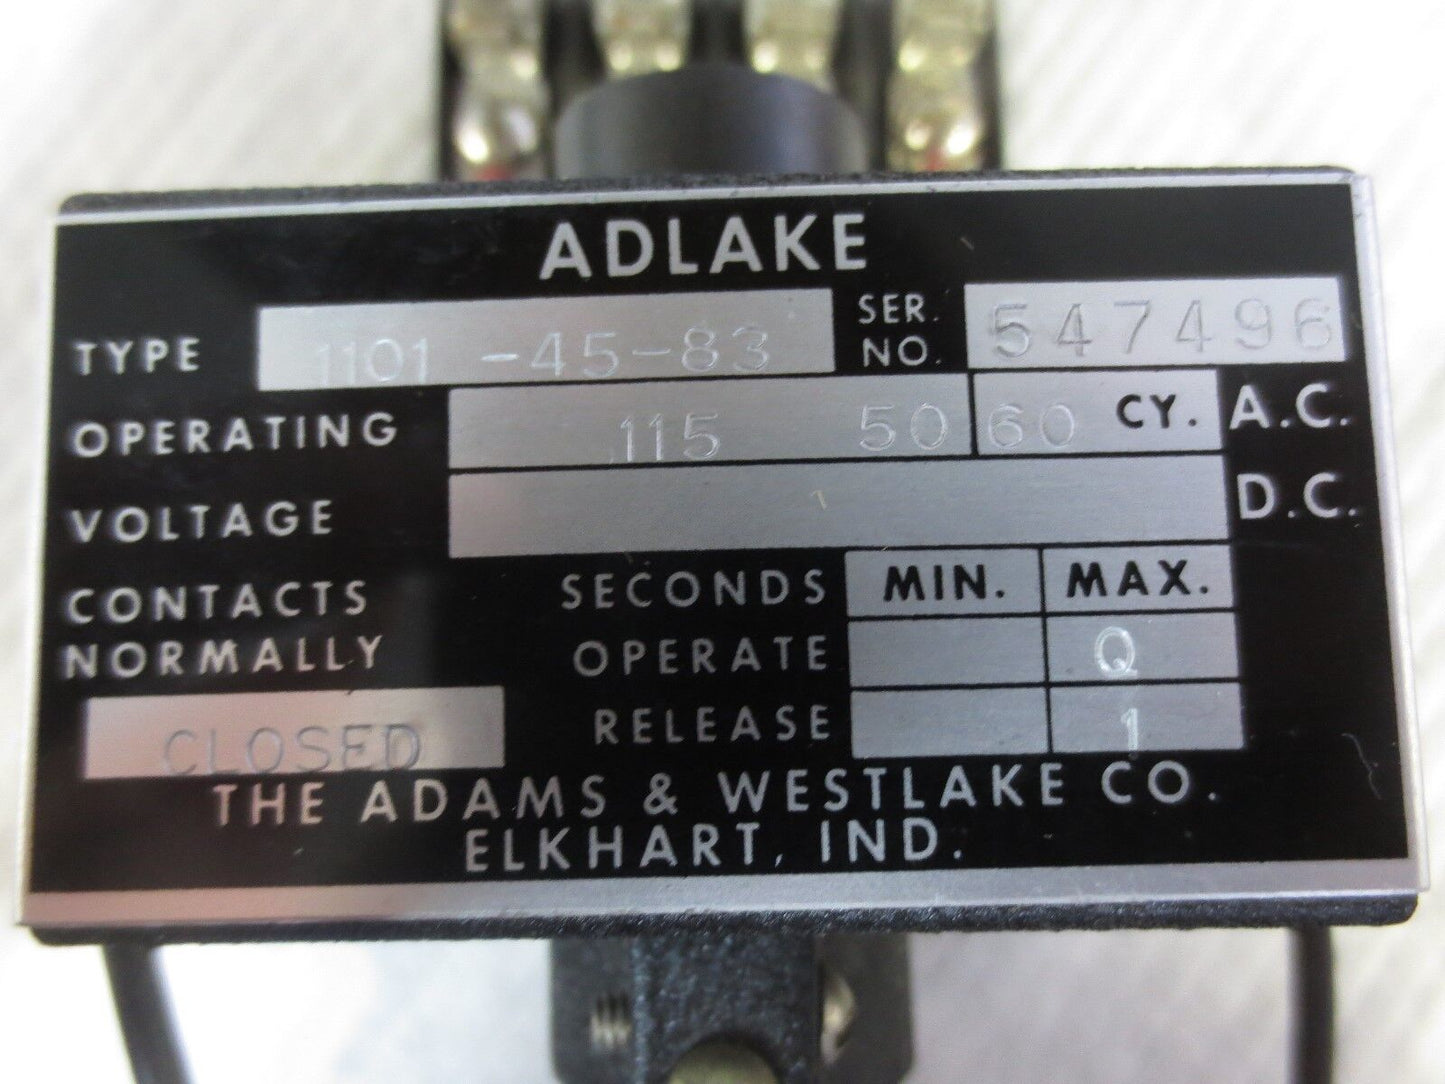 ADLAKE
TYPE 1101-45-83 SER. NO. 547496
OPERATING 115 50 60 CY. A.C.
VOLTAGE D.C.
CONTACTS SECONDS MIN. MAX.
NORMALLY OPERATE Q
CLOSED RELEASE 1
THE ADAMS & WESTLAKE CO.
ELKHART, IND.